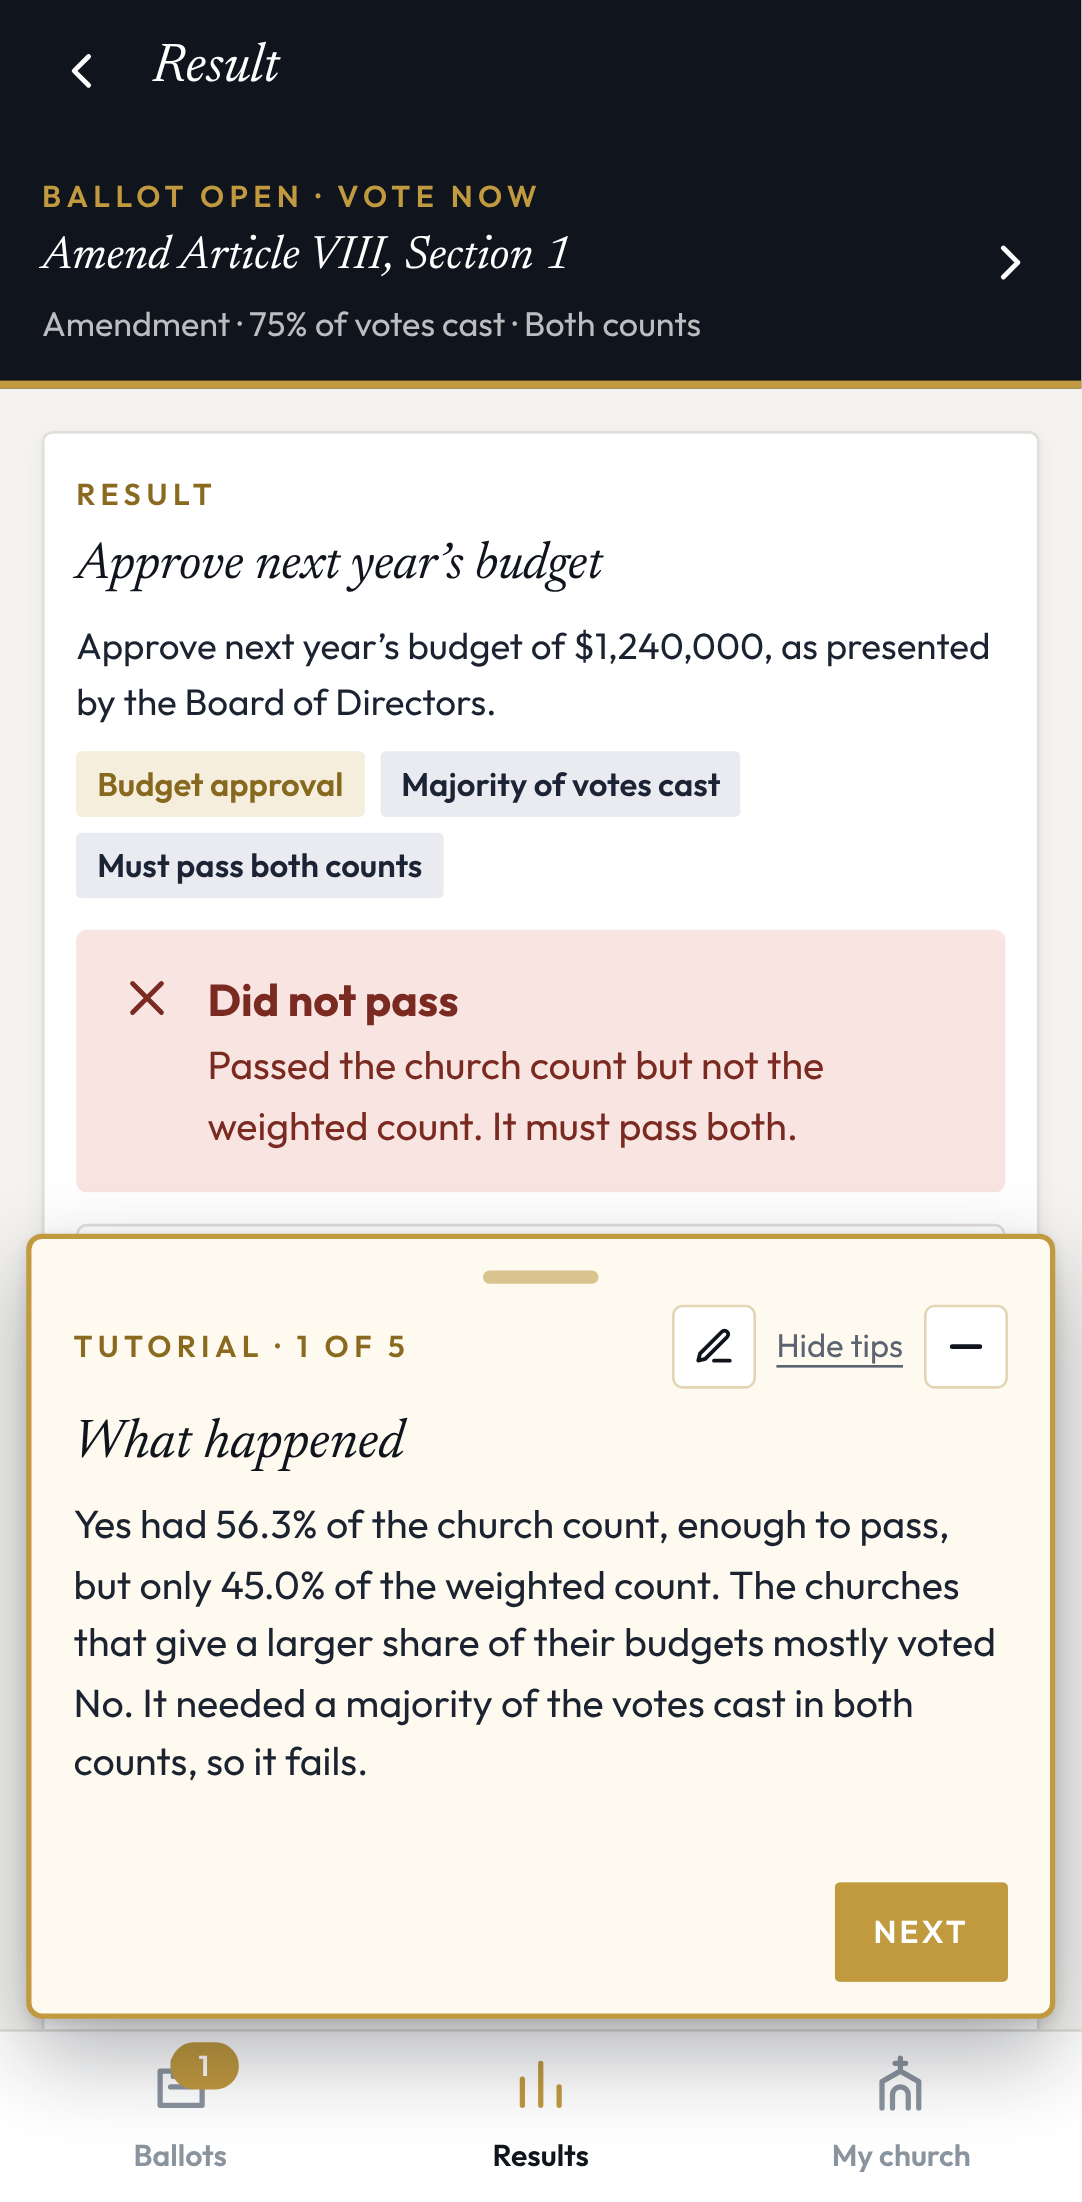 Result
BALLOT OPEN · VOTE NOW
Amend Article VIII, Section 1
Amendment · 75% of votes cast · Both counts
RESULT
Approve next year’s budget
Approve next year’s budget of $1,240,000, as presented
by the Board of Directors.
Budget approval
Majority of votes cast
Must pass both counts
Did not pass
Passed the church count but not the
weighted count. It must pass both.
TUTORIAL · 1 OF 5
Hide tips
What happened
Yes had 56.3% of the church count, enough to pass,
but only 45.0% of the weighted count. The churches
that give a larger share of their budgets mostly voted
No. It needed a majority of the votes cast in both
counts, so it fails.
NEXT
1
Ballots
Results
My church